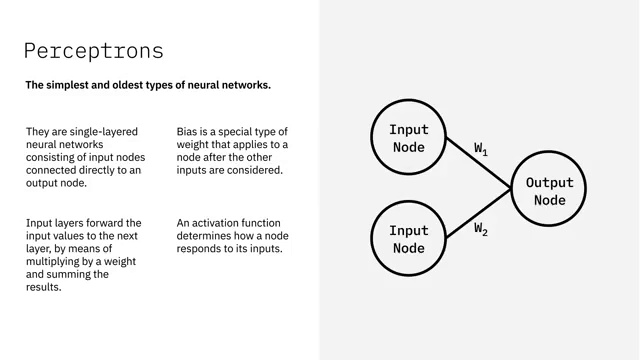 Perceptrons
The simplest and oldest types of neural networks.
They are single-layered
neural networks
consisting of input nodes
connected directly to an
output node.
Bias is a special type of
weight that applies to a
node after the other
inputs are considered.
Input layers forward the
input values to the next
layer, by means of
multiplying by a weight
and summing the
results.
An activation function
determines how a node
responds to its inputs.
Input
Node
W1
Output
Node
W2
Input
Node